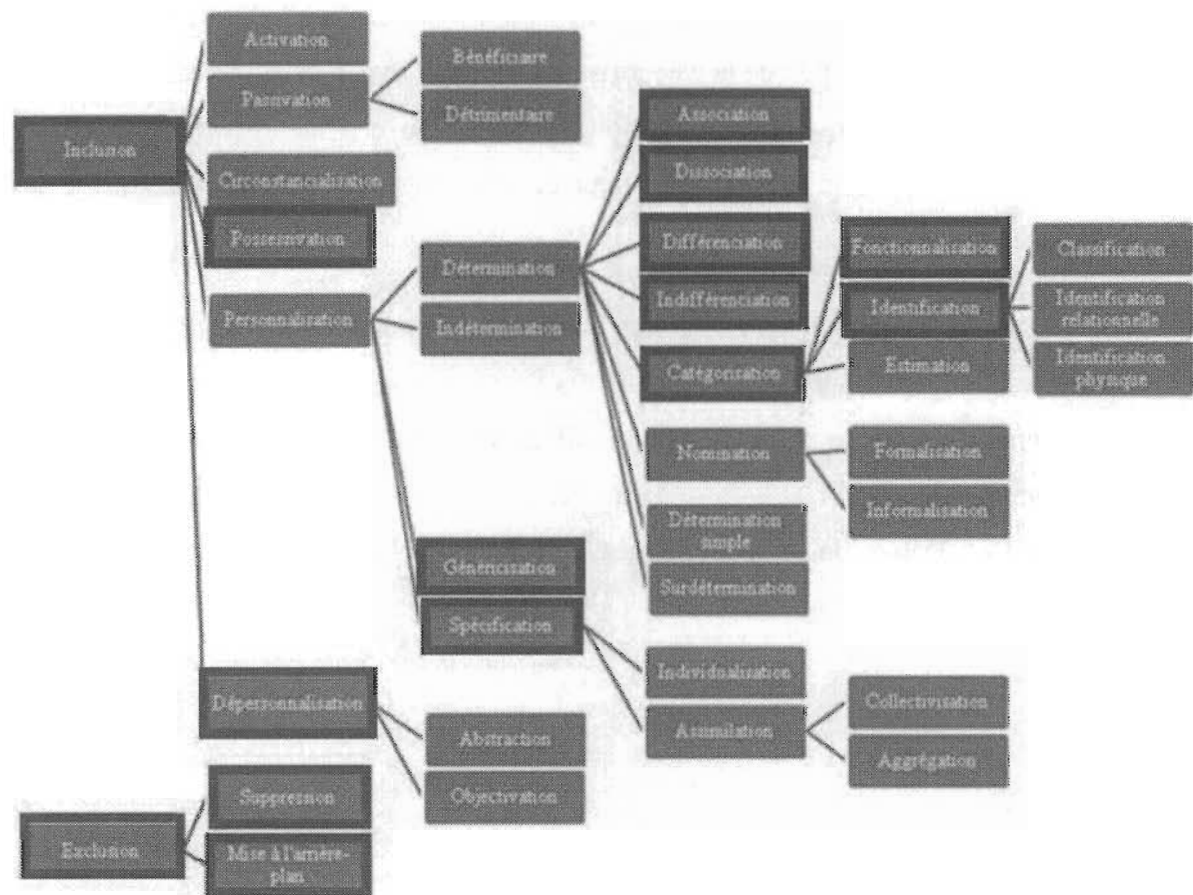 Activation
Passivation
Bénéficiaire
Détrimentaire
Inclusion
Circonstancialisation
Possessivation
Personnalisation
Détermination
Indétermination
Association
Dissociation
Différenciation
Indifférenciation
Catégorisation
Fonctionnalisation
Identification
Estimation
Classification
Identification
relationnelle
Identification
physique
Nomination
Formalisation
Informalisation
Détermination
simple
Surdétermination
Généricisation
Spécification
Individualisation
Assimilation
Collectivisation
Aggrégation
Dépersonnalisation
Abstraction
Objectivation
Exclusion
Suppression
Mise à l'arrière-
plan